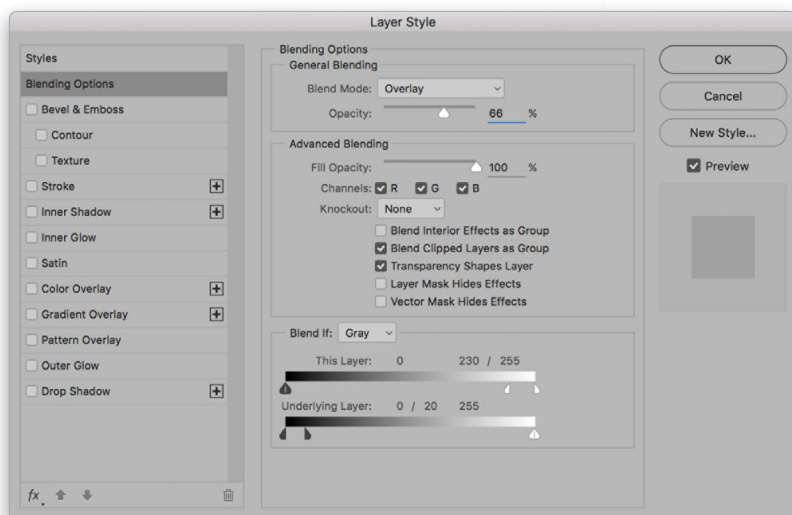 Layer Style
Styles
Blending Options
Bevel & Emboss
Contour
Texture
Stroke
Inner Shadow
Inner Glow
Satin
Color Overlay
Gradient Overlay
Pattern Overlay
Outer Glow
Drop Shadow
fx
Blending Options
General Blending
Blend Mode: Overlay
Opacity: 66 %
Advanced Blending
Fill Opacity: 100 %
Channels: R G B
Knockout: None
Blend Interior Effects as Group
Blend Clipped Layers as Group
Transparency Shapes Layer
Layer Mask Hides Effects
Vector Mask Hides Effects
Blend If: Gray
This Layer: 0 230 / 255
Underlying Layer: 0 / 20 255
OK
Cancel
New Style...
Preview